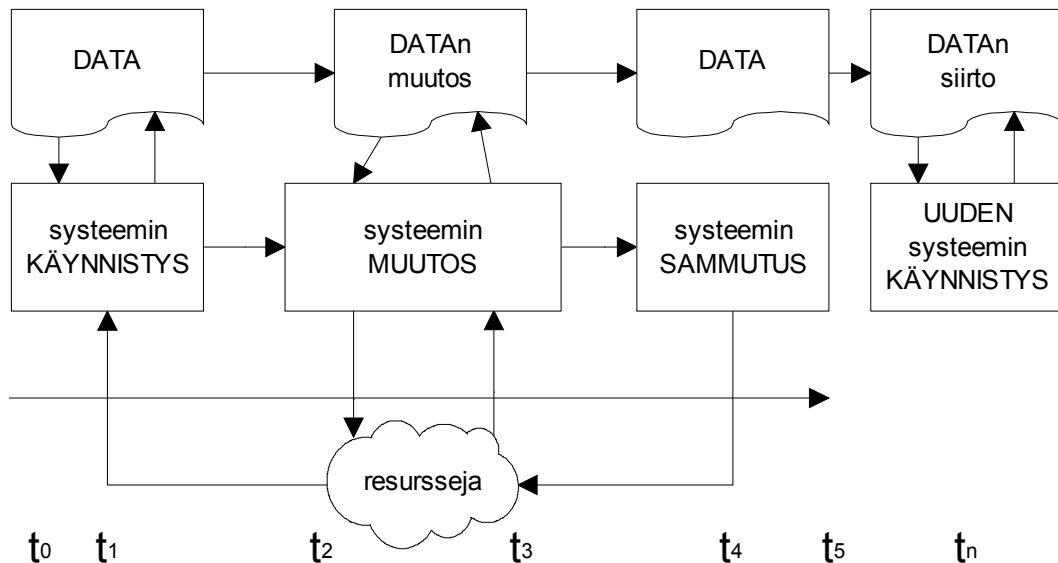 DATA
DATAn
muutos
DATA
DATAn
siirto
systeemin
KÄYNNISTYS
systeemin
MUUTOS
systeemin
SAMMUTUS
UUDEN
systeemin
KÄYNNISTYS
resursseja
t0 t1 t2 t3 t4 t5 tn